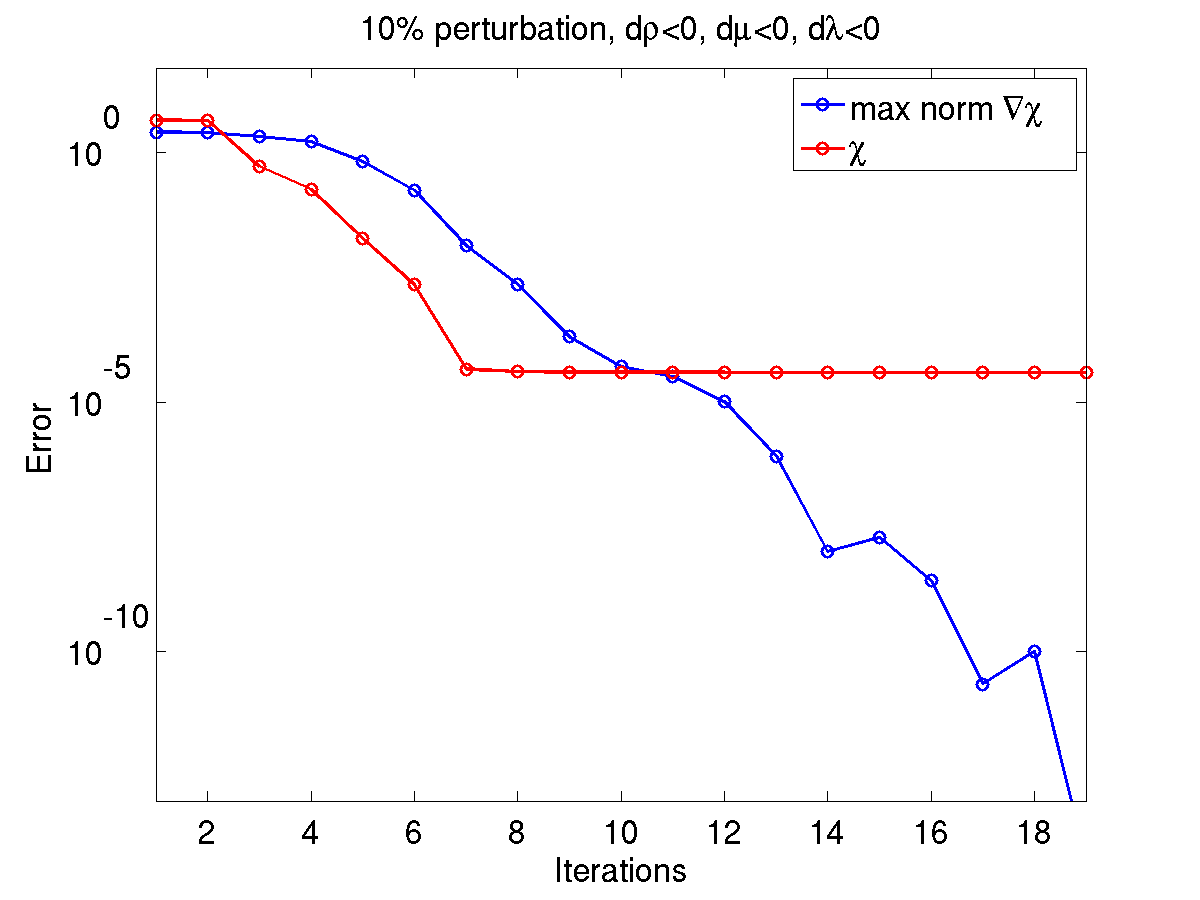 10% perturbation, dρ<0, dμ<0, dλ<0
max norm ∇χ
χ
0
10
-5
10
-10
10
Error
2 4 6 8 10 12 14 16 18
Iterations